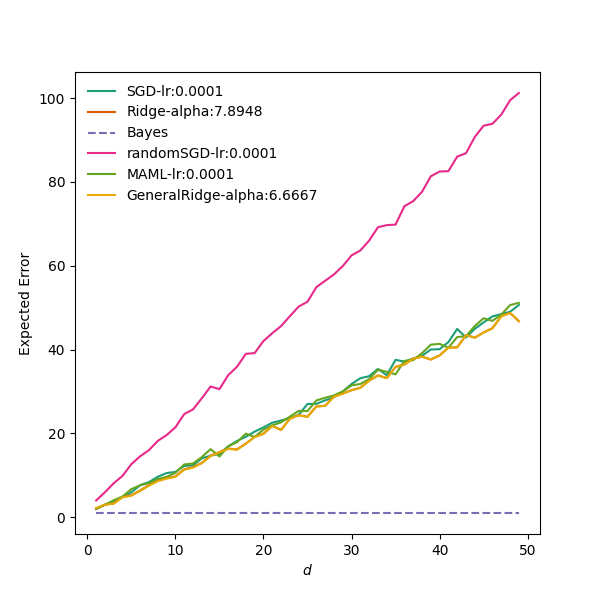 SGD-lr:0.0001
Ridge-alpha:7.8948
Bayes
randomSGD-lr:0.0001
MAML-lr:0.0001
GeneralRidge-alpha:6.6667
Expected Error
100
80
60
40
20
0
0 10 20 30 40 50
d